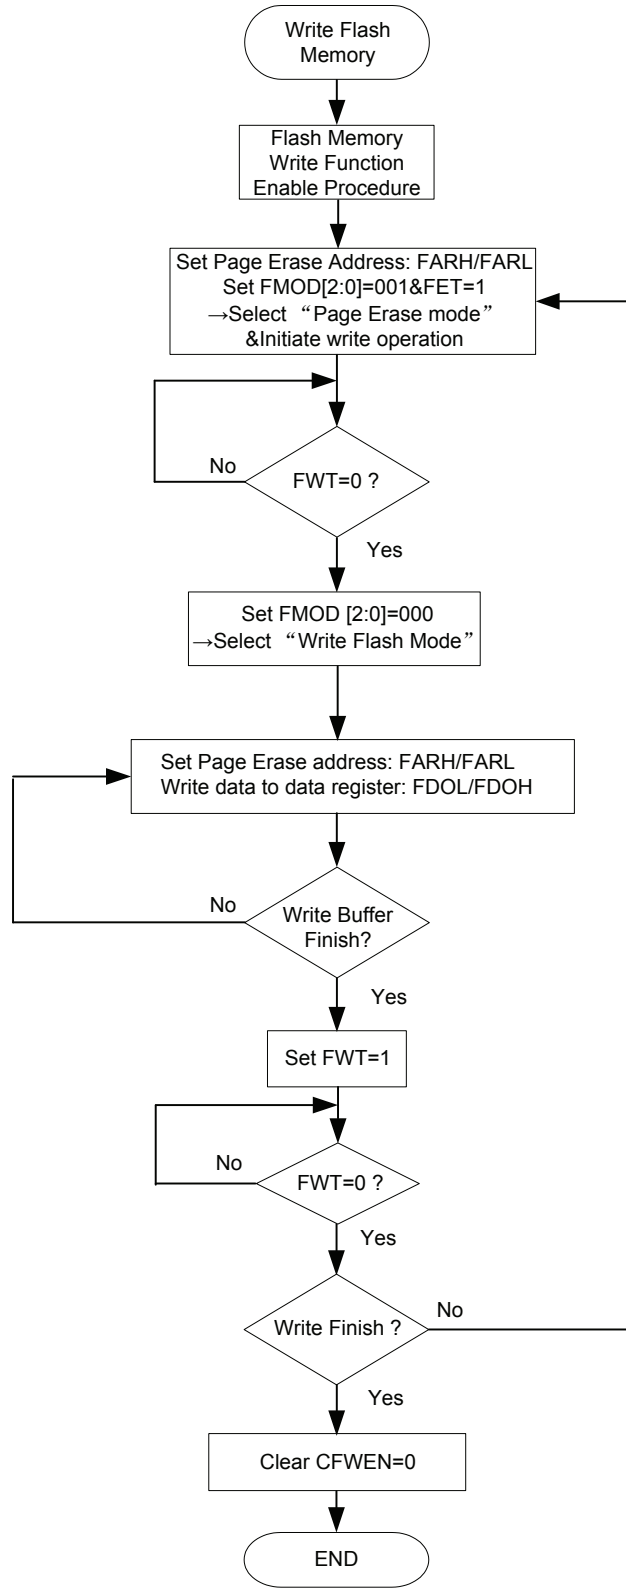 Write Flash
Memory
Flash Memory
Write Function
Enable Procedure
Set Page Erase Address: FARH/FARL
Set FMOD[2:0]=001&FET=1
→Select “Page Erase mode”
&Initiate write operation
No
FWT=0 ?
Yes
Set FMOD [2:0]=000
→Select “Write Flash Mode”
Set Page Erase address: FARH/FARL
Write data to data register: FDOL/FDOH
No
Write Buffer
Finish?
Yes
Set FWT=1
No
FWT=0 ?
Yes
Write Finish ?
No
Yes
Clear CFWEN=0
END